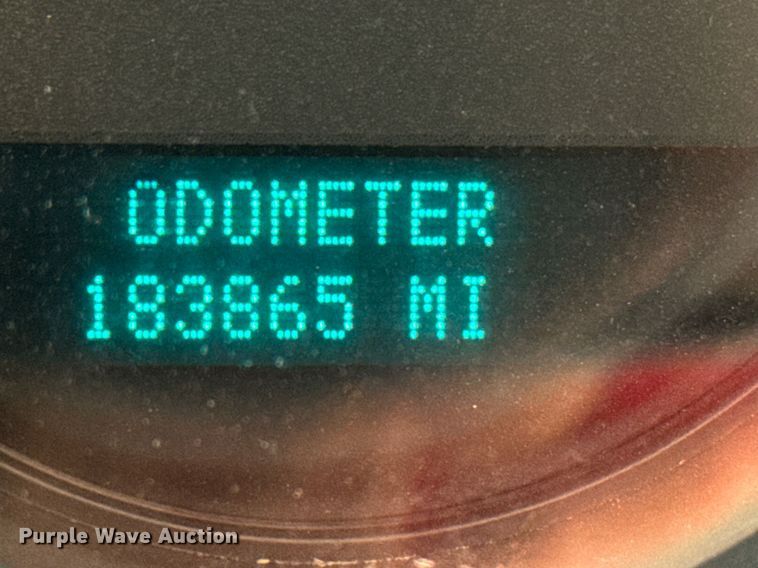 ODOMETER
183865 MI
Purple Wave Auction